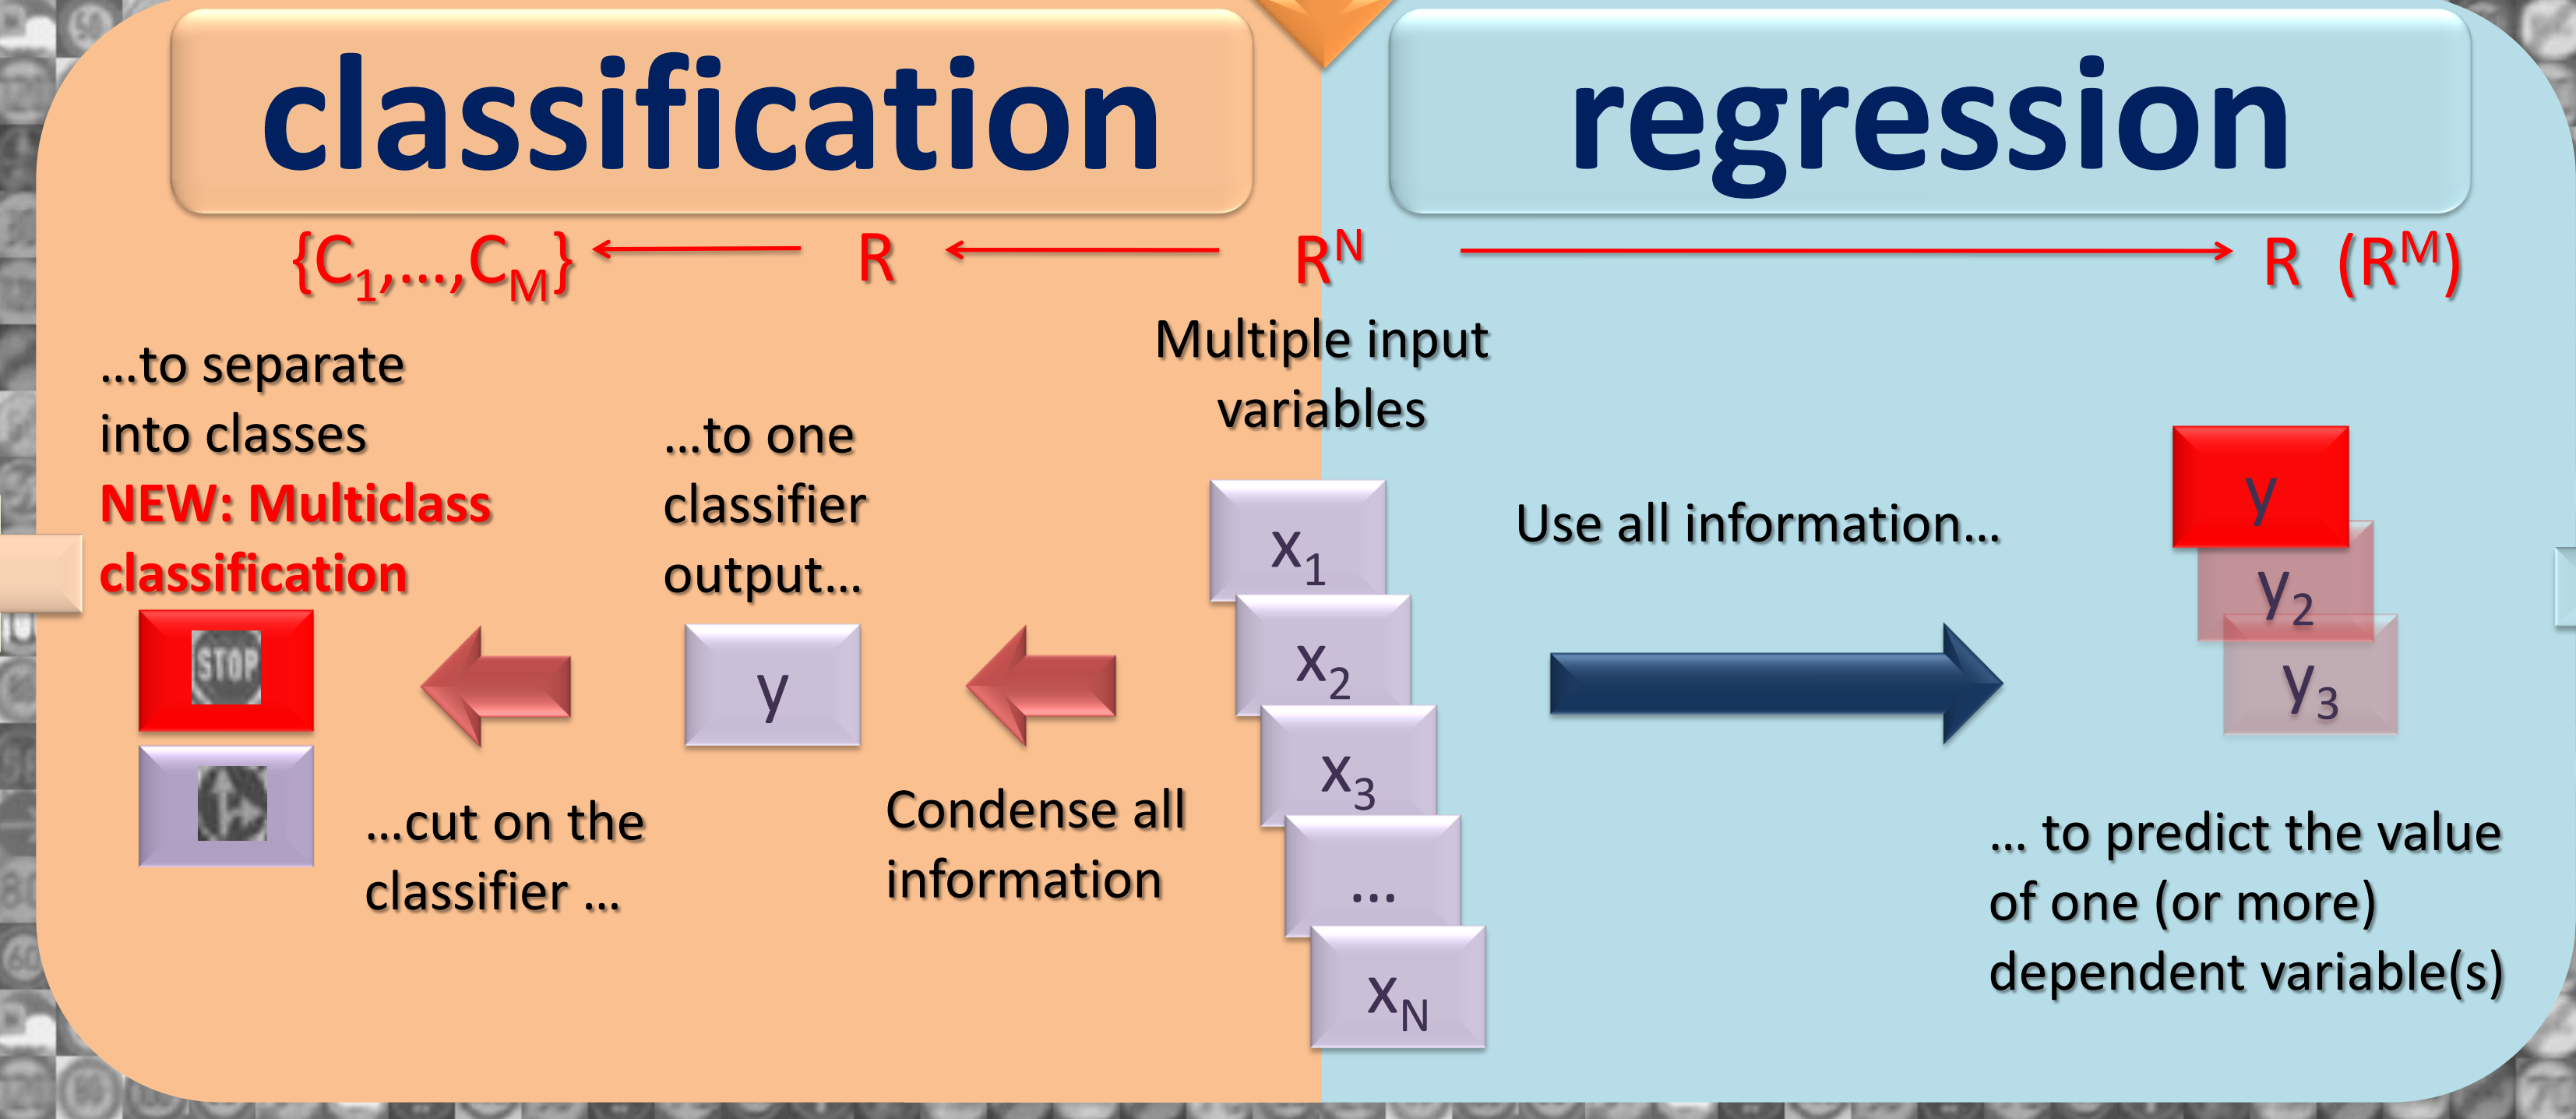 classification
regression
{C₁,...,C_M} R Rᴺ R (Rᴹ)
...to separate
into classes
NEW: Multiclass
classification
STOP
...to one
classifier
output...
y
...cut on the
classifier ...
Condense all
information
Multiple input
variables
x₁
x₂
x₃
...
x_N
Use all information...
y
y₂
y₃
... to predict the value
of one (or more)
dependent variable(s)